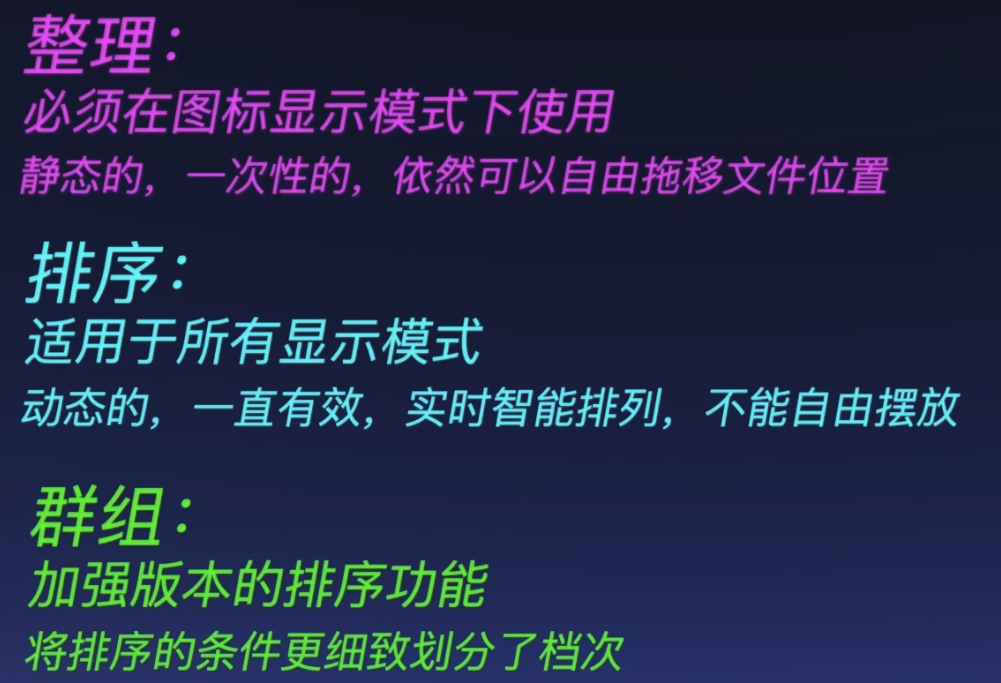 整理：
必须在图标显示模式下使用
静态的，一次性的，依然可以自由拖移文件位置
排序：
适用于所有显示模式
动态的，一直有效，实时智能排列，不能自由摆放
群组：
加强版本的排序功能
将排序的条件更细致划分了档次